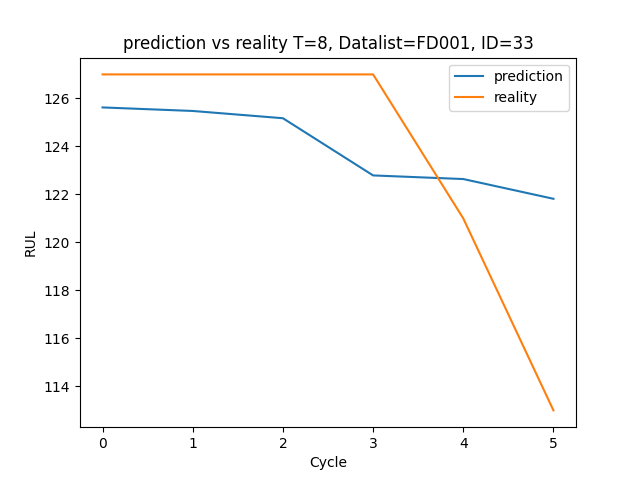 prediction vs reality T=8, Datalist=FD001, ID=33
prediction
reality
RUL
126
124
122
120
118
116
114
0 1 2 3 4 5
Cycle